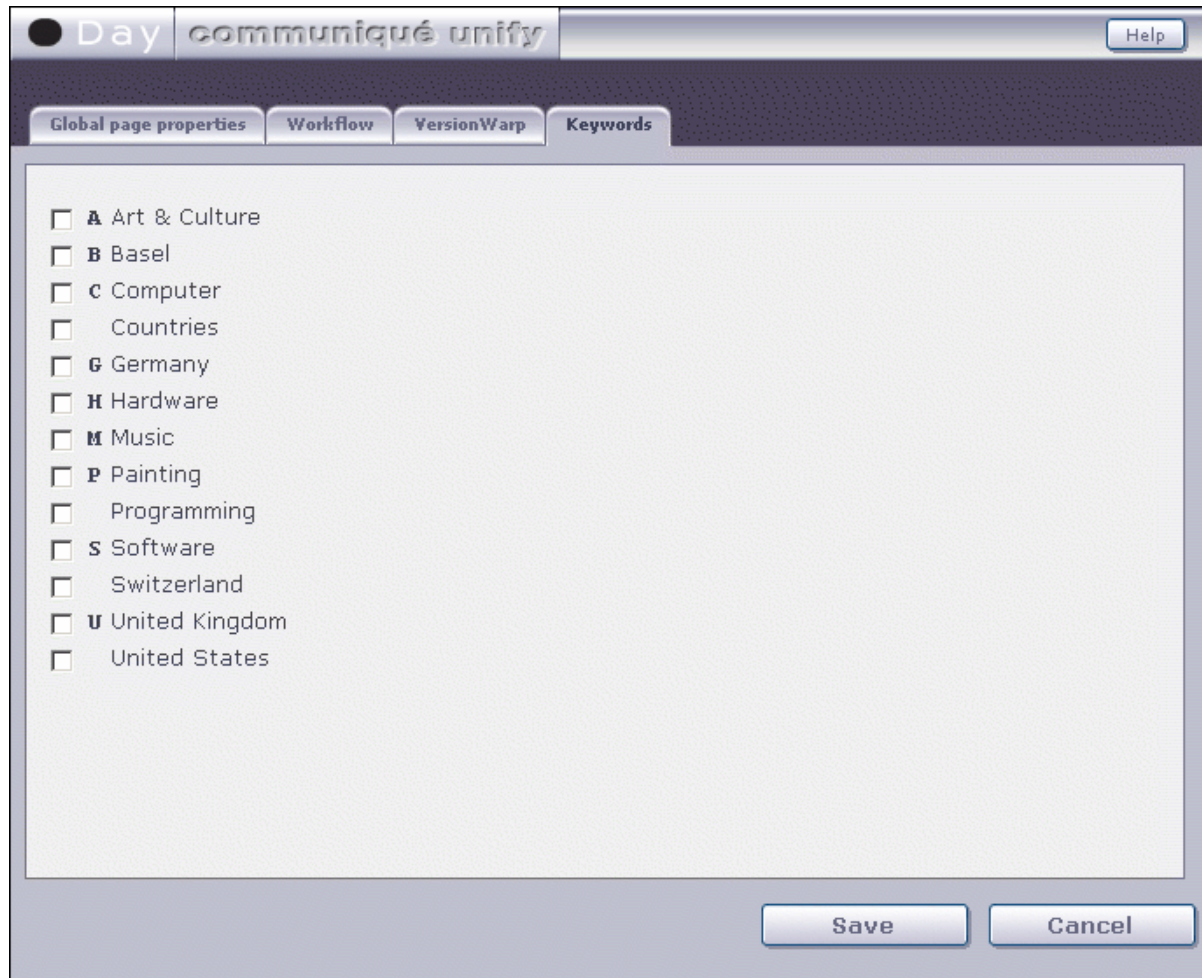 Day communiqué unify Help
Global page properties Workflow VersionWarp Keywords
A Art & Culture
B Basel
C Computer
Countries
G Germany
H Hardware
M Music
P Painting
Programming
S Software
Switzerland
U United Kingdom
United States
Save Cancel